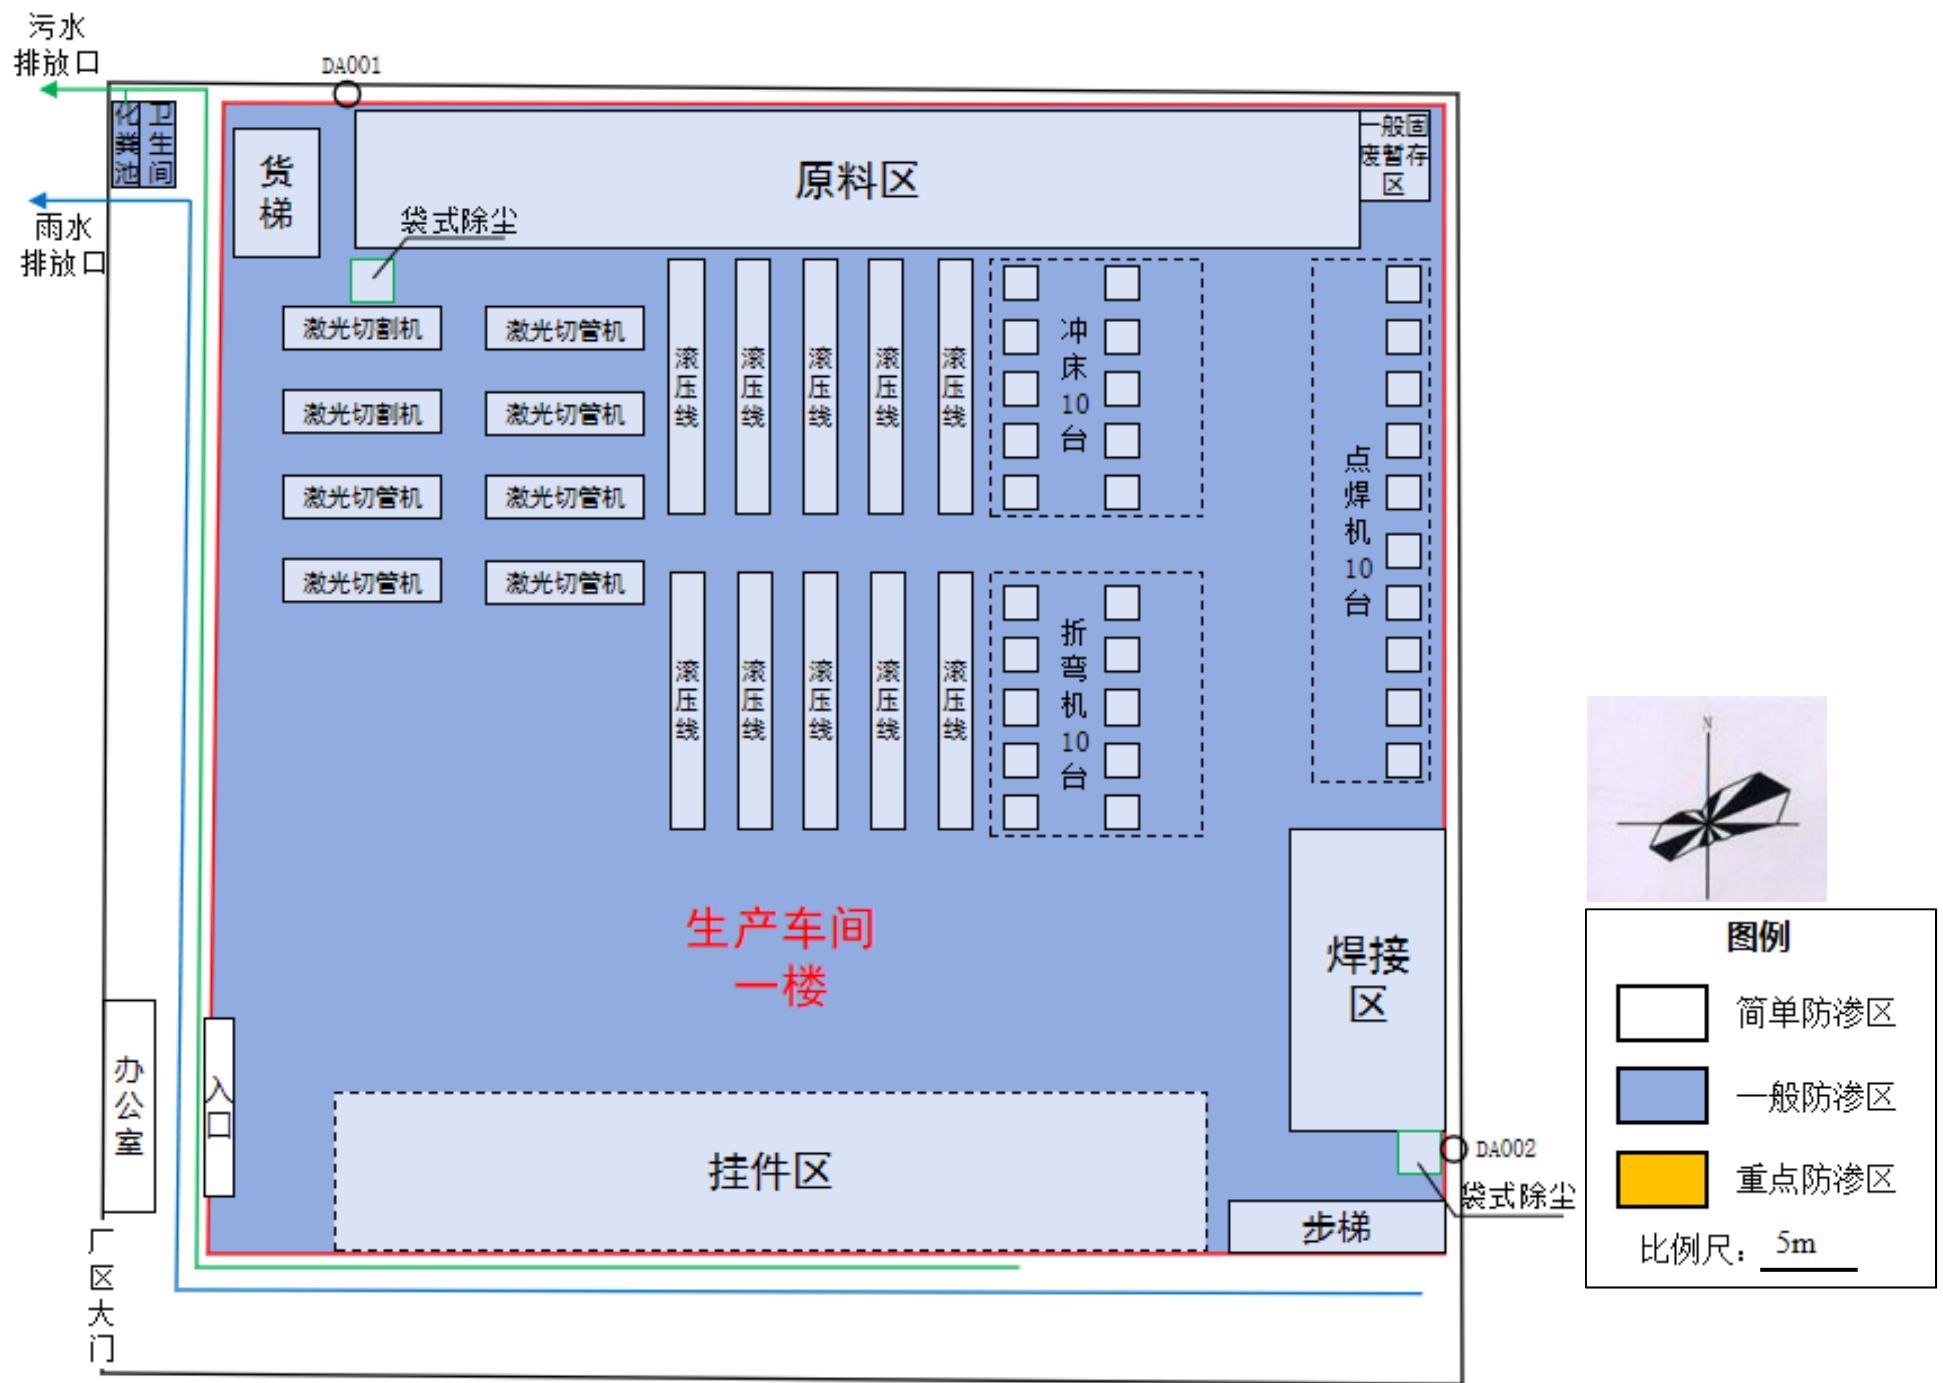 污水
排放口
DA001
化粪池
卫生间
雨水
排放口
货梯
原料区
一般固
废暂存
区
袋式除尘
激光切割机
激光切管机
激光切割机
激光切管机
激光切管机
激光切管机
激光切管机
激光切管机
滚压线
滚压线
滚压线
滚压线
滚压线
冲床10台
点焊机10台
滚压线
滚压线
滚压线
滚压线
滚压线
折弯机10台
生产车间
一楼
焊接
区
办公室
入口
挂件区
DA002
袋式除尘
步梯
厂区大门
N
图例
简单防渗区
一般防渗区
重点防渗区
比例尺：5m